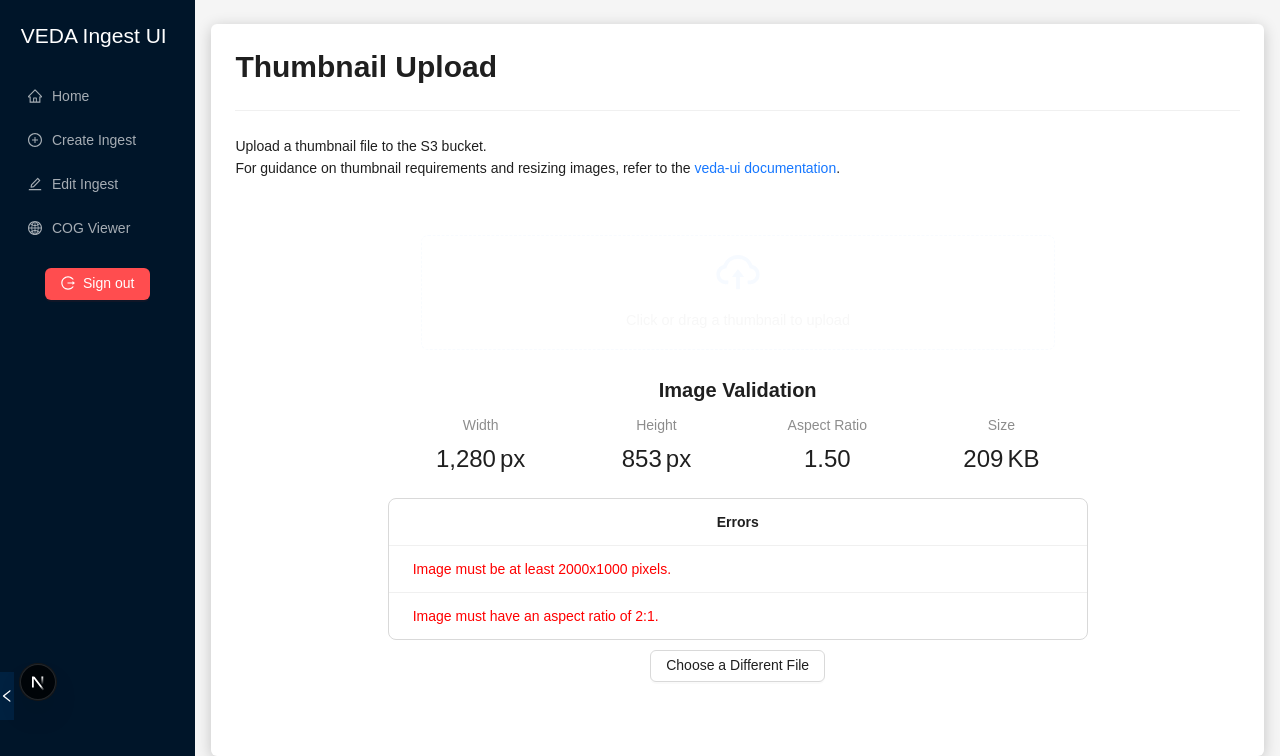 VEDA Ingest UI
Home
Create Ingest
Edit Ingest
COG Viewer
Sign out
Thumbnail Upload
Upload a thumbnail file to the S3 bucket.
For guidance on thumbnail requirements and resizing images, refer to the veda-ui documentation.
Click or drag a thumbnail to upload
Image Validation
Width
Height
Aspect Ratio
Size
1,280 px
853 px
1.50
209 KB
Errors
Image must be at least 2000x1000 pixels.
Image must have an aspect ratio of 2:1.
Choose a Different File